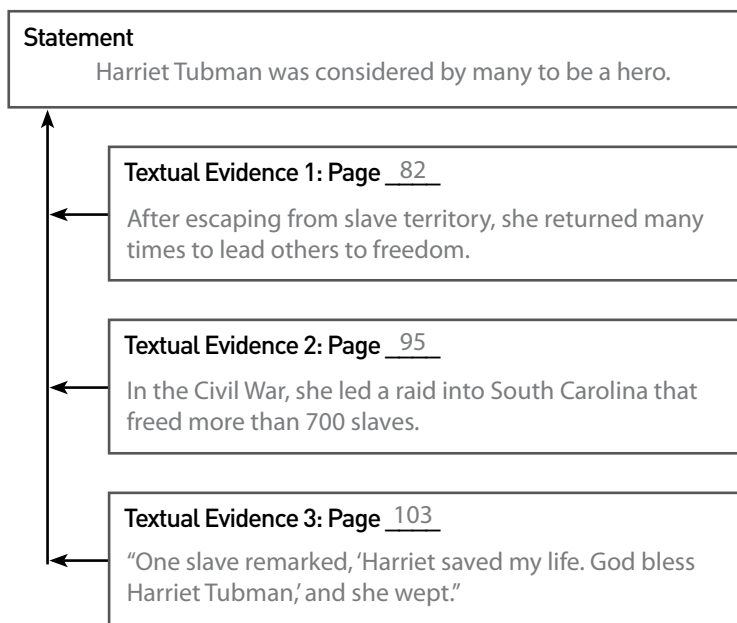 Statement
Harriet Tubman was considered by many to be a hero.
Textual Evidence 1: Page 82
After escaping from slave territory, she returned many
times to lead others to freedom.
Textual Evidence 2: Page 95
In the Civil War, she led a raid into South Carolina that
freed more than 700 slaves.
Textual Evidence 3: Page 103
“One slave remarked, ‘Harriet saved my life. God bless
Harriet Tubman,’ and she wept.”